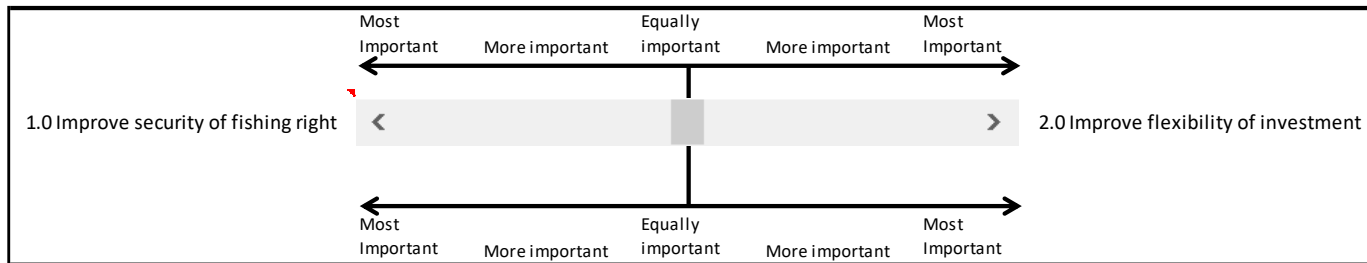 Most Important
More important
Equally important
More important
Most Important
1.0 Improve security of fishing right
2.0 Improve flexibility of investment
Most Important
More important
Equally important
More important
Most Important